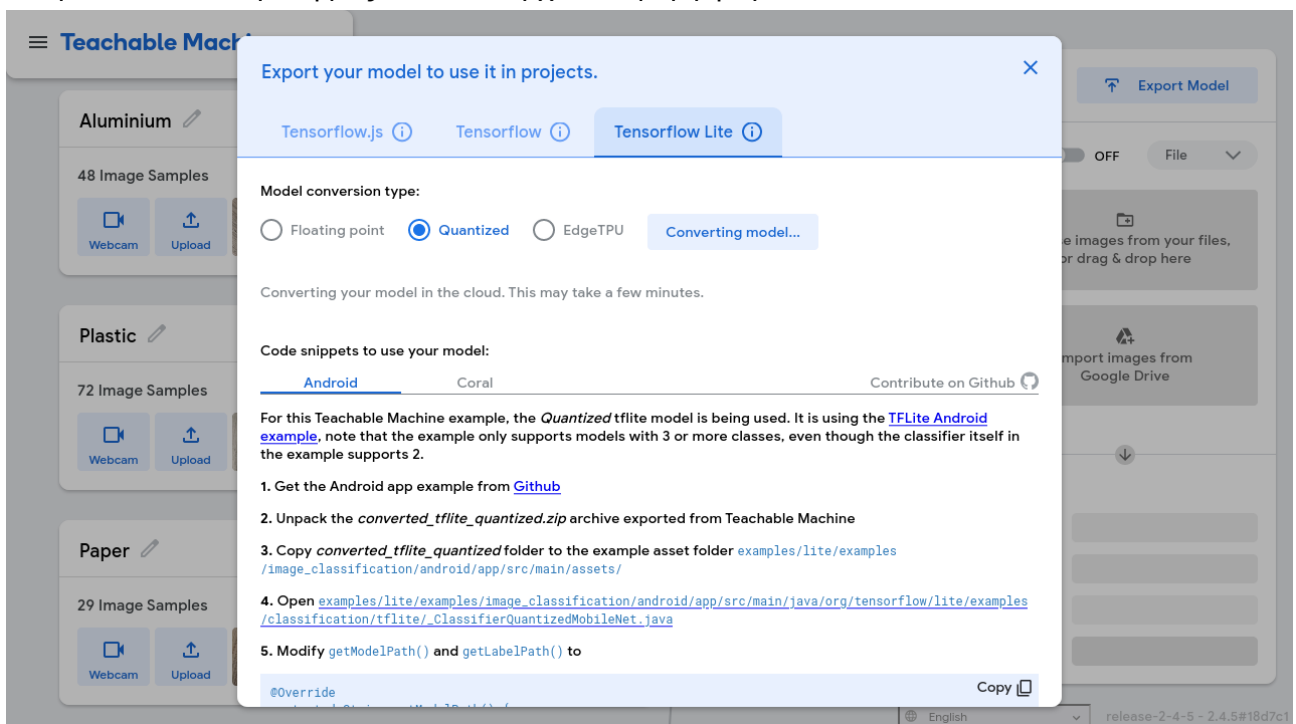 Teachable Mach
Export your model to use it in projects.
Export Model
Tensorflow.js
Tensorflow
Tensorflow Lite
Aluminium
OFF
File
48 Image Samples
Model conversion type:
Webcam
Upload
Floating point
Quantized
EdgeTPU
Converting model...
e images from your files,
or drag & drop here
Converting your model in the cloud. This may take a few minutes.
Plastic
Code snippets to use your model:
mport images from
Google Drive
72 Image Samples
Android
Coral
Contribute on Github
Webcam
Upload
For this Teachable Machine example, the Quantized tflite model is being used. It is using the TFLite Android
example, note that the example only supports models with 3 or more classes, even though the classifier itself in
the example supports 2.
1. Get the Android app example from Github
2. Unpack the converted_tflite_quantized.zip archive exported from Teachable Machine
Paper
3. Copy converted_tflite_quantized folder to the example asset folder examples/lite/examples
/image_classification/android/app/src/main/assets/
29 Image Samples
4. Open examples/lite/examples/image_classification/android/app/src/main/java/org/tensorflow/lite/examples
/classification/tflite/_ClassifierQuantizedMobileNet.java
Webcam
Upload
5. Modify getModelPath() and getLabelPath() to
@Override
Copy
English
release-2-4-5 - 2.4.5#18d7c1